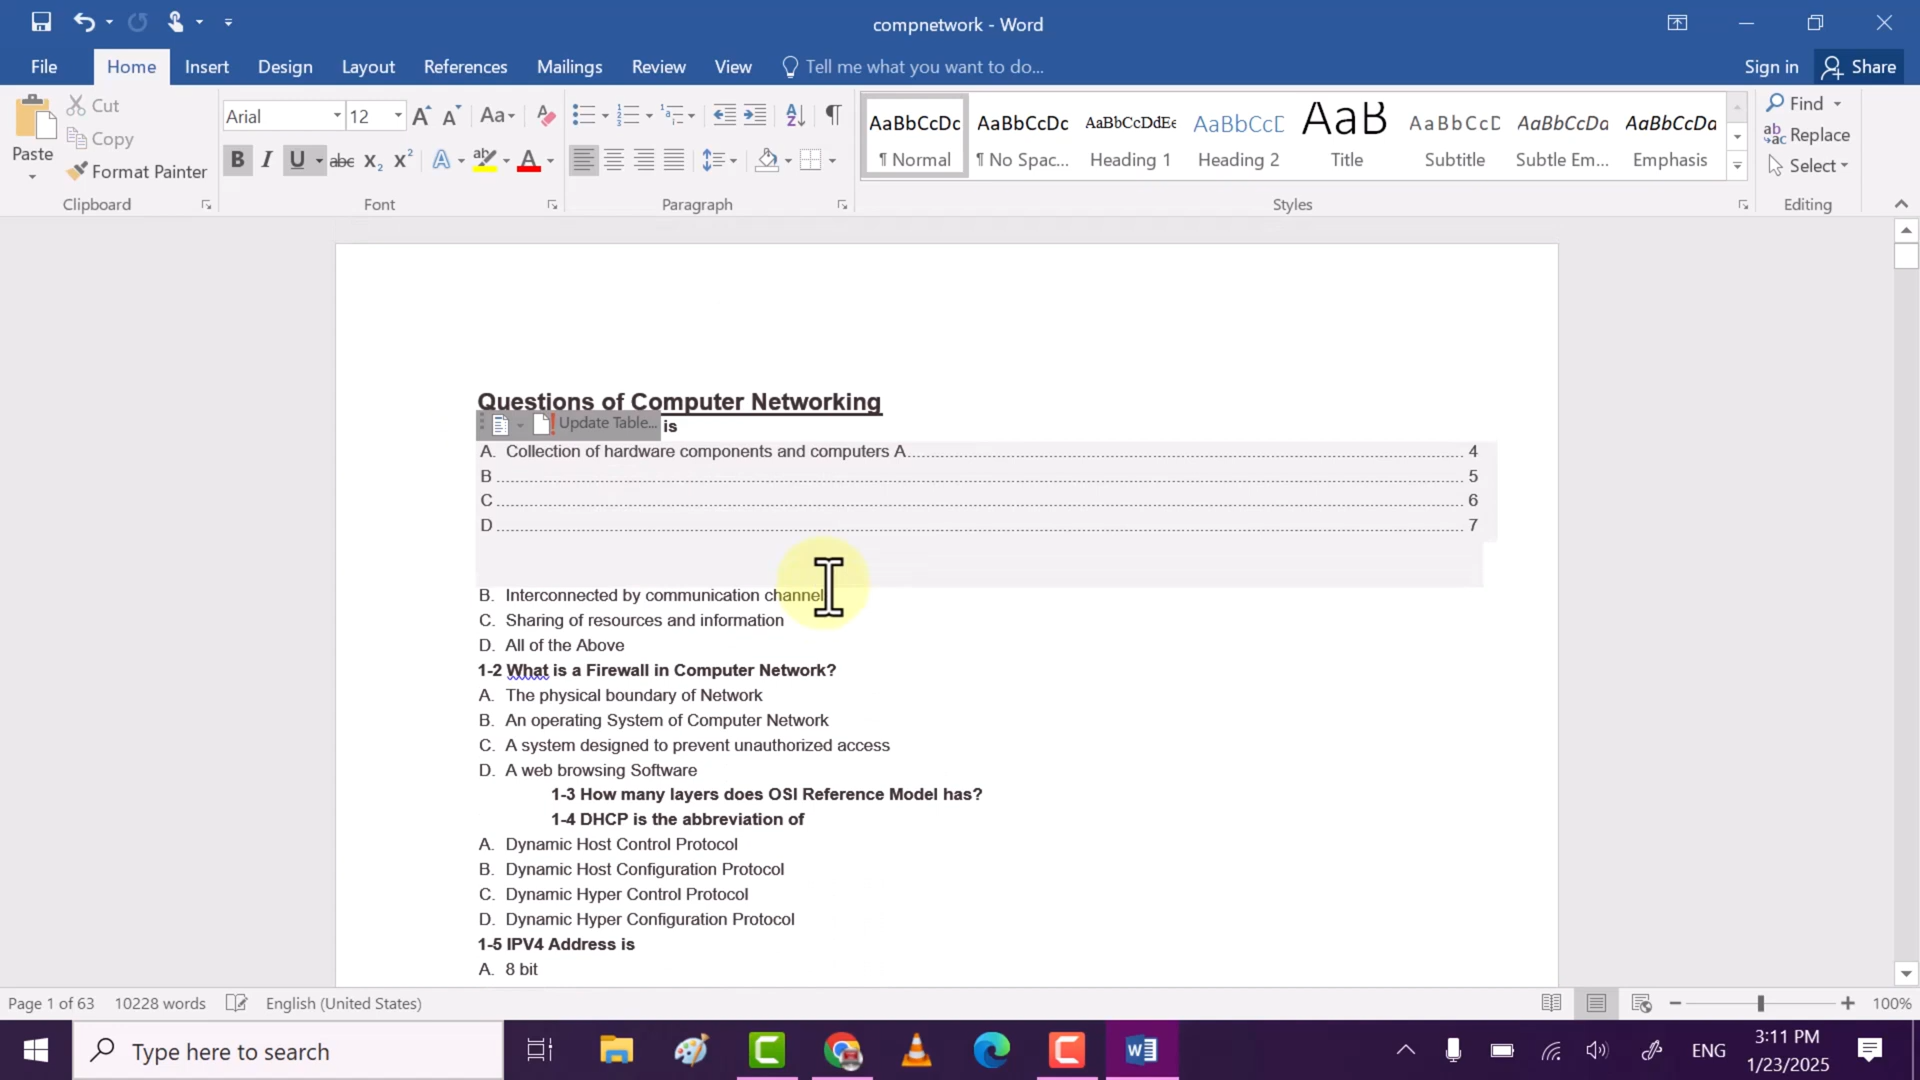 compnetwork - Word
File Home Insert Design Layout References Mailings Review View Tell me what you want to do... Sign in Share
Paste Cut Copy Format Painter Clipboard
Arial 12 Font
Paragraph
AaBbCcDc ¶ Normal AaBbCcDc ¶ No Spac... AaBbCcDdEe Heading 1 AaBbCcC Heading 2 AaB Title AaBbCcC Subtitle AaBbCcDa Subtle Em... AaBbCcDa Emphasis Styles
Find Replace Select Editing
Questions of Computer Networking
Update Table... is
A. Collection of hardware components and computers A 4
B 5
C 6
D 7
B. Interconnected by communication channel
C. Sharing of resources and information
D. All of the Above
1-2 What is a Firewall in Computer Network?
A. The physical boundary of Network
B. An operating System of Computer Network
C. A system designed to prevent unauthorized access
D. A web browsing Software
1-3 How many layers does OSI Reference Model has?
1-4 DHCP is the abbreviation of
A. Dynamic Host Control Protocol
B. Dynamic Host Configuration Protocol
C. Dynamic Hyper Control Protocol
D. Dynamic Hyper Configuration Protocol
1-5 IPV4 Address is
A. 8 bit
Page 1 of 63 10228 words English (United States) 100%
Type here to search ENG 3:11 PM
1/23/2025